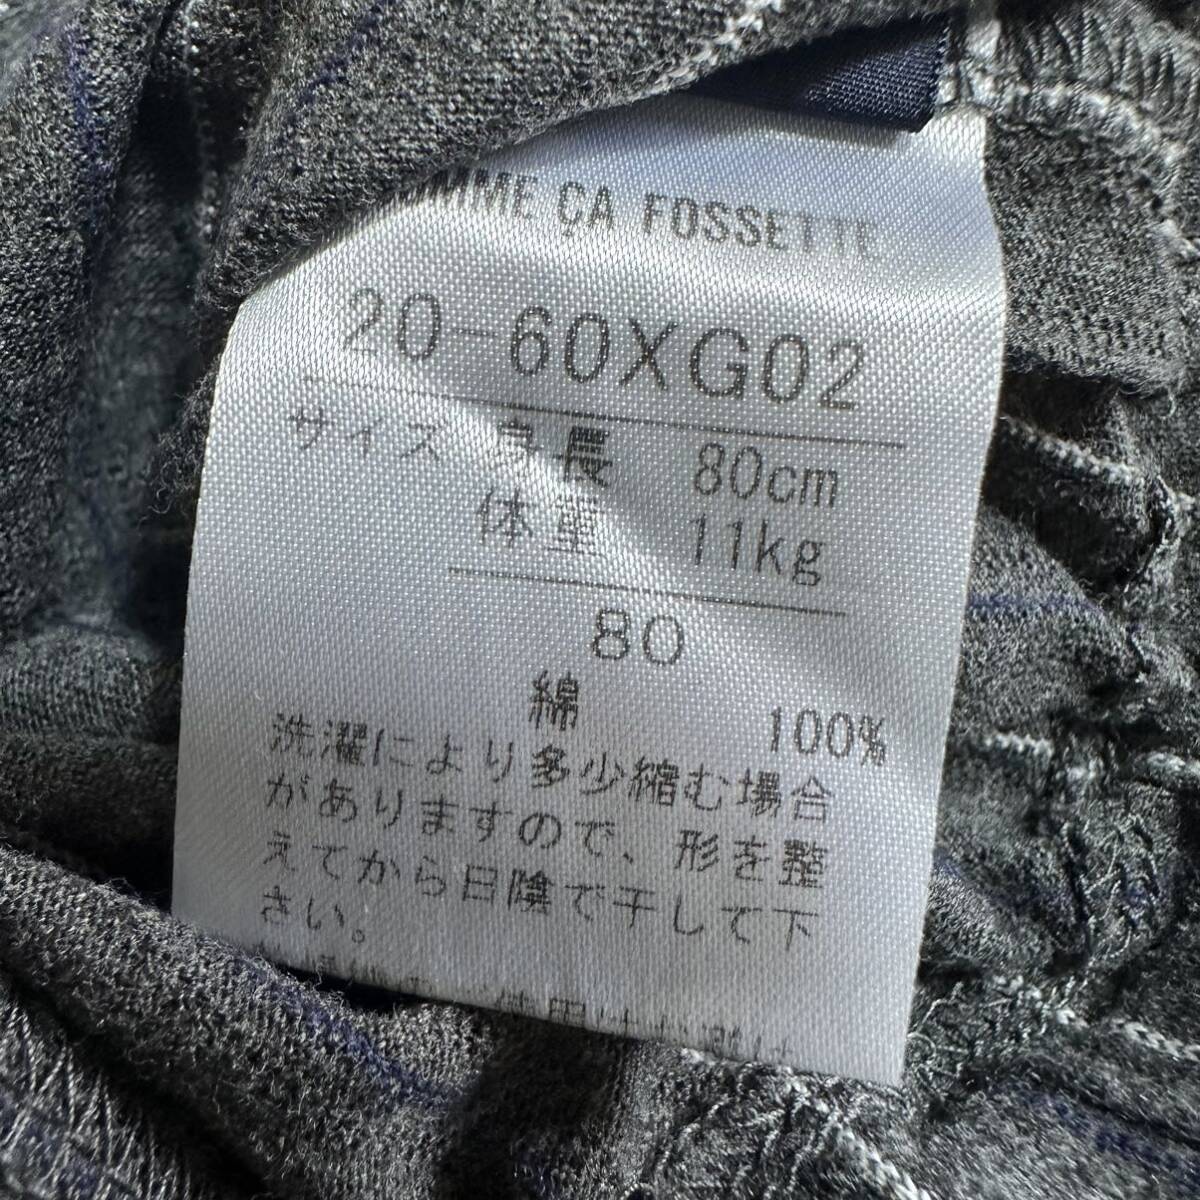 ÇA FOSSETTE
20-60XG02
サイズ 身長 80cm
体重 11kg
80
綿 100%
洗濯により多少縮む場合
がありますので、形を整
えてから日陰で干して下
さい。